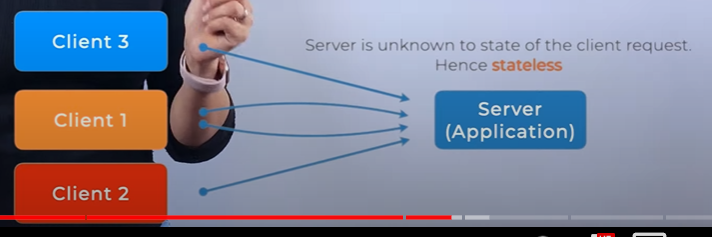 Client 3
Server is unknown to state of the client request.
Hence stateless
Client 1
Server
(Application)
Client 2